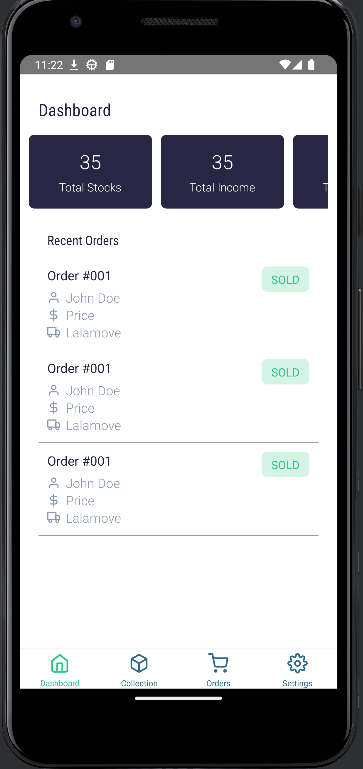 11:22
Dashboard
35
Total Stocks
35
Total Income
T
Recent Orders
Order #001
SOLD
John Doe
Price
Lalamove
Order #001
SOLD
John Doe
Price
Lalamove
Order #001
SOLD
John Doe
Price
Lalamove
Dashboard Collection Orders Settings